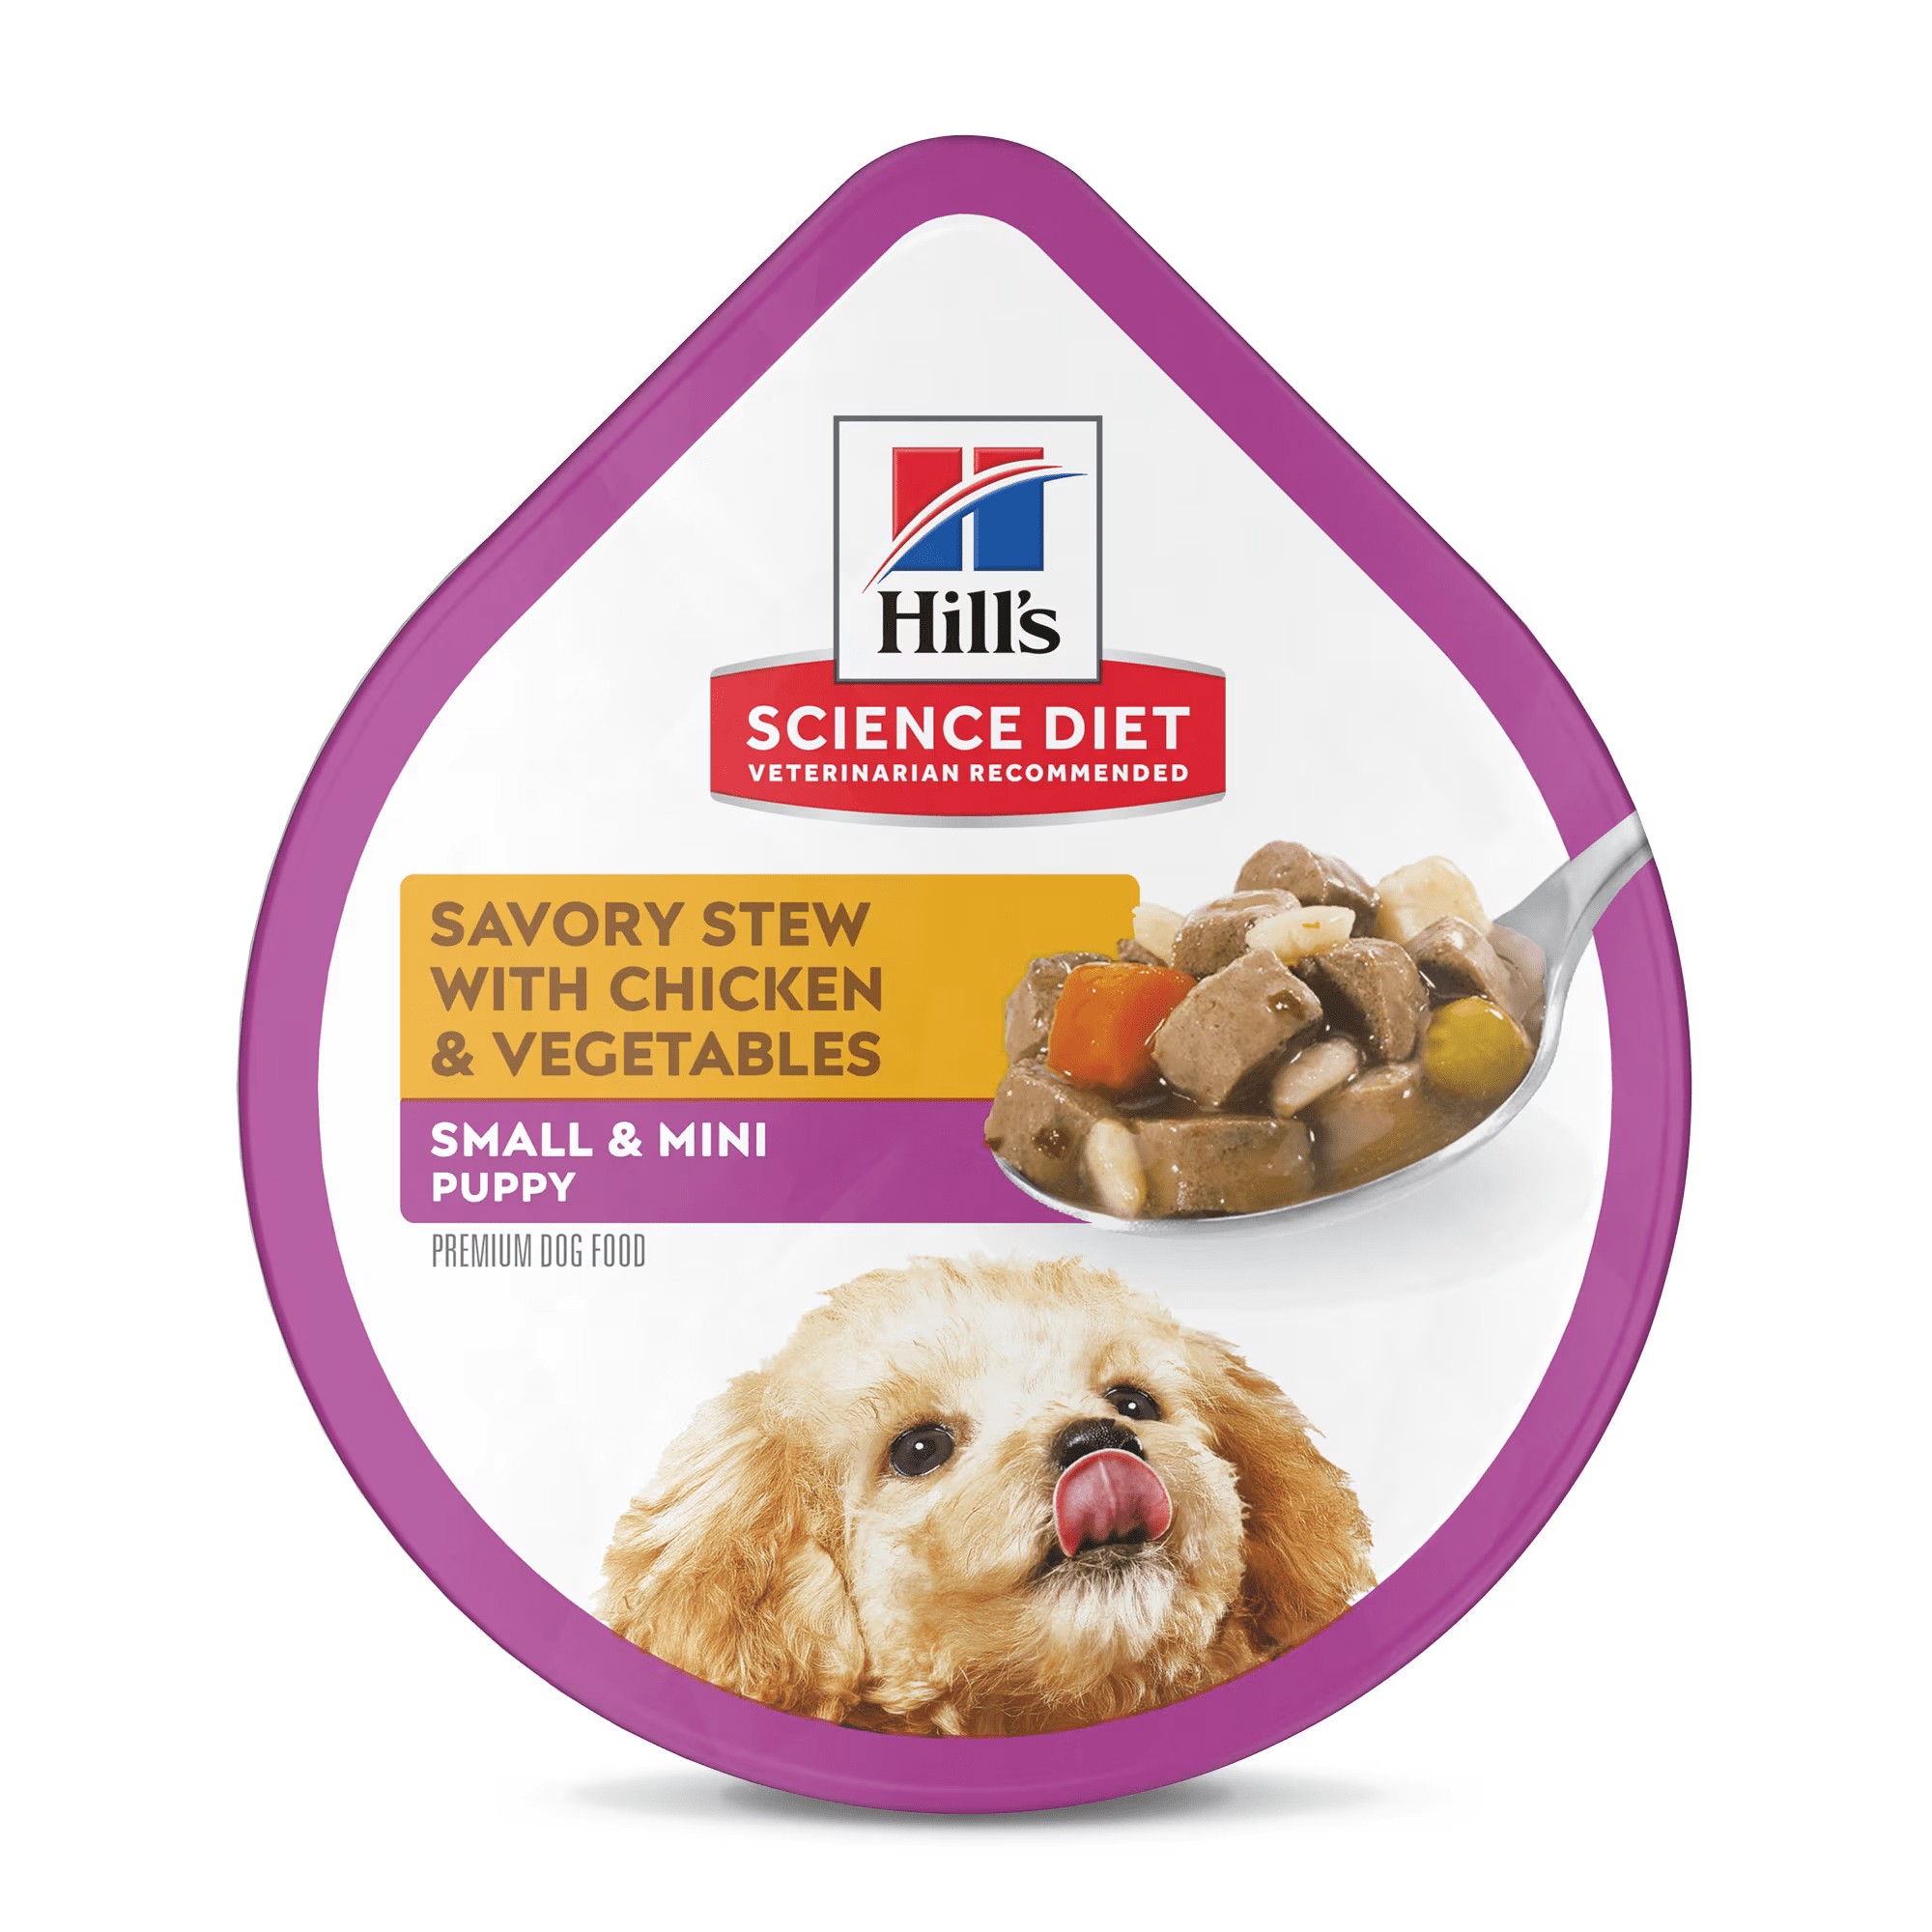 Hill's
SCIENCE DIET
VETERINARIAN RECOMMENDED
SAVORY STEW
WITH CHICKEN
& VEGETABLES
SMALL & MINI
PUPPY
PREMIUM DOG FOOD